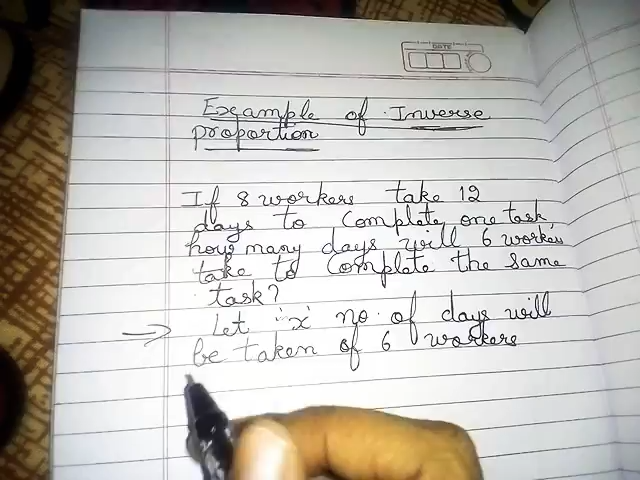 DATE
Example of Inverse
proportion
If 8 workers take 12
days to complete one task,
how many days will 6 workers
take to complete the same
task?
Let 'x' no. of days will
be taken of 6 workers